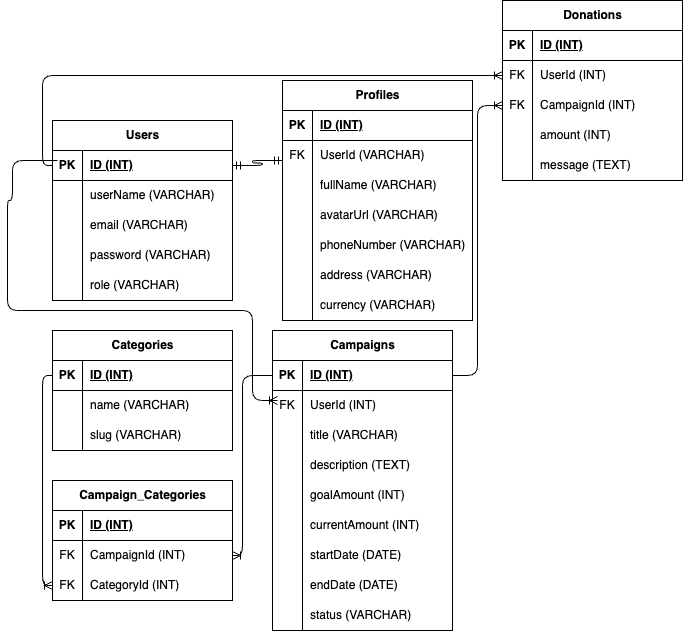 Donations
PK ID (INT)
FK UserId (INT)
FK CampaignId (INT)
amount (INT)
message (TEXT)
Profiles
PK ID (INT)
FK UserId (VARCHAR)
fullName (VARCHAR)
avatarUrl (VARCHAR)
phoneNumber (VARCHAR)
address (VARCHAR)
currency (VARCHAR)
Users
PK ID (INT)
userName (VARCHAR)
email (VARCHAR)
password (VARCHAR)
role (VARCHAR)
Categories
PK ID (INT)
name (VARCHAR)
slug (VARCHAR)
Campaigns
PK ID (INT)
FK UserId (INT)
title (VARCHAR)
description (TEXT)
goalAmount (INT)
currentAmount (INT)
startDate (DATE)
endDate (DATE)
status (VARCHAR)
Campaign_Categories
PK ID (INT)
FK CampaignId (INT)
FK CategoryId (INT)